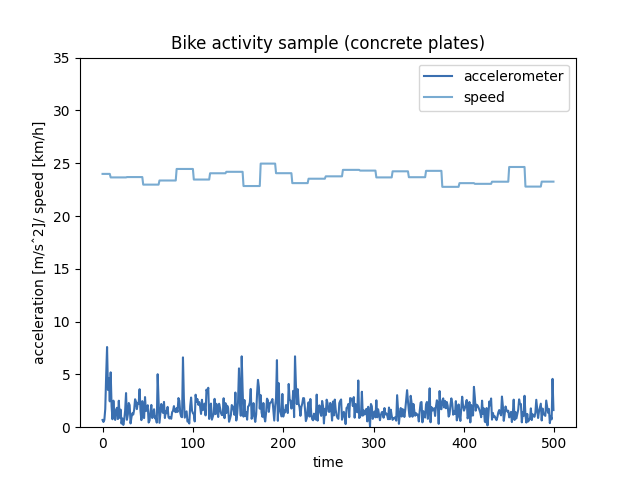 Bike activity sample (concrete plates)
accelerometer
speed
acceleration [m/s^2]/ speed [km/h]
35
30
25
20
15
10
5
0
0 100 200 300 400 500
time